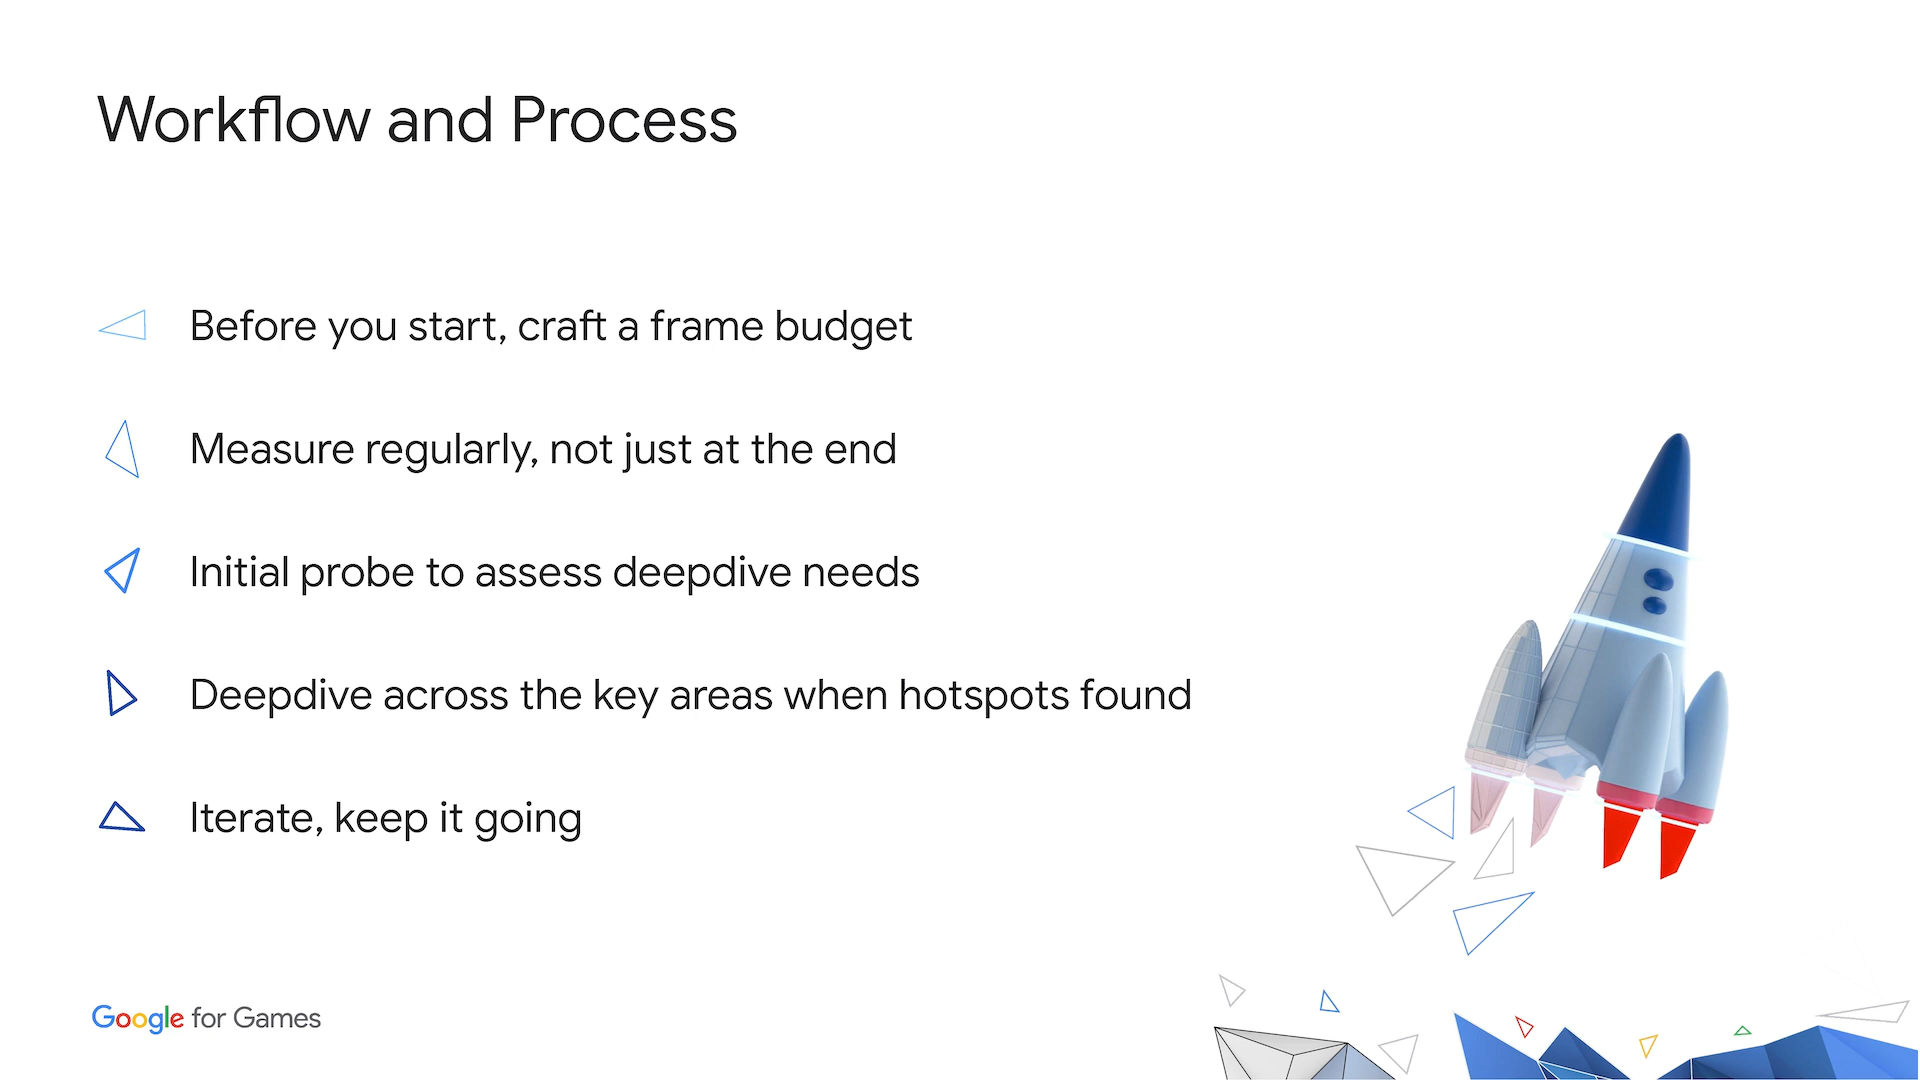 Workflow and Process
Before you start, craft a frame budget
Measure regularly, not just at the end
Initial probe to assess deepdive needs
Deepdive across the key areas when hotspots found
Iterate, keep it going
Google for Games